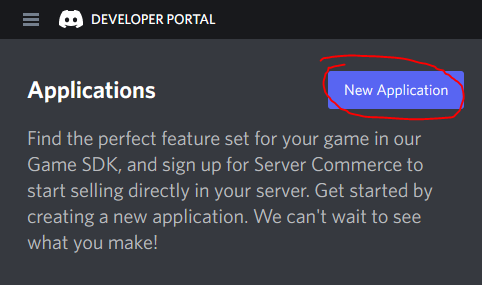 DEVELOPER PORTAL
Applications
New Application
Find the perfect feature set for your game in our
Game SDK, and sign up for Server Commerce to
start selling directly in your server. Get started by
creating a new application. We can't wait to see
what you make!